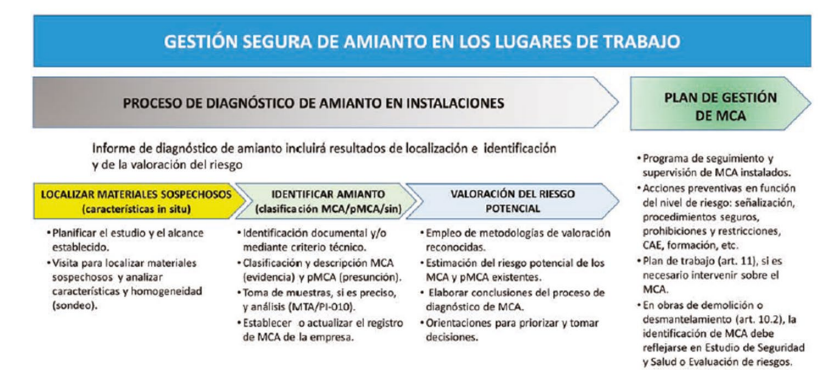 GESTIÓN SEGURA DE AMIANTO EN LOS LUGARES DE TRABAJO
PROCESO DE DIAGNÓSTICO DE AMIANTO EN INSTALACIONES
Informe de diagnóstico de amianto incluirá resultados de localización e identificación
y de la valoración del riesgo
LOCALIZAR MATERIALES SOSPECHOSOS
(características in situ)
•Planificar el estudio y el alcance
establecido.
•Visita para localizar materiales
sospechosos y analizar
características y homogeneidad
(sondeo).
IDENTIFICAR AMIANTO
(clasificación MCA/pMCA/sin)
•Identificación documental y/o
mediante criterio técnico.
•Clasificación y descripción MCA
(evidencia) y pMCA (presunción).
•Toma de muestras, si es preciso,
y análisis (MTA/PI-010).
•Establecer o actualizar el registro
de MCA de la empresa.
VALORACIÓN DEL RIESGO
POTENCIAL
•Empleo de metodologías de valoración
reconocidas.
•Estimación del riesgo potencial de los
MCA y pMCA existentes.
• Elaborar conclusiones del proceso de
diagnóstico de MCA.
•Orientaciones para priorizar y tomar
decisiones.
PLAN DE GESTIÓN
DE MCA
•Programa de seguimiento y
supervisión de MCA instalados.
•Acciones preventivas en función
del nivel de riesgo: señalización,
procedimientos seguros,
prohibiciones y restricciones,
CAE, formación, etc.
•Plan de trabajo (art. 11), si es
necesario intervenir sobre el
MCA.
•En obras de demolición o
desmantelamiento (art. 10.2), la
identificación de MCA debe
reflejarse en Estudio de Seguridad
y Salud o Evaluación de riesgos.